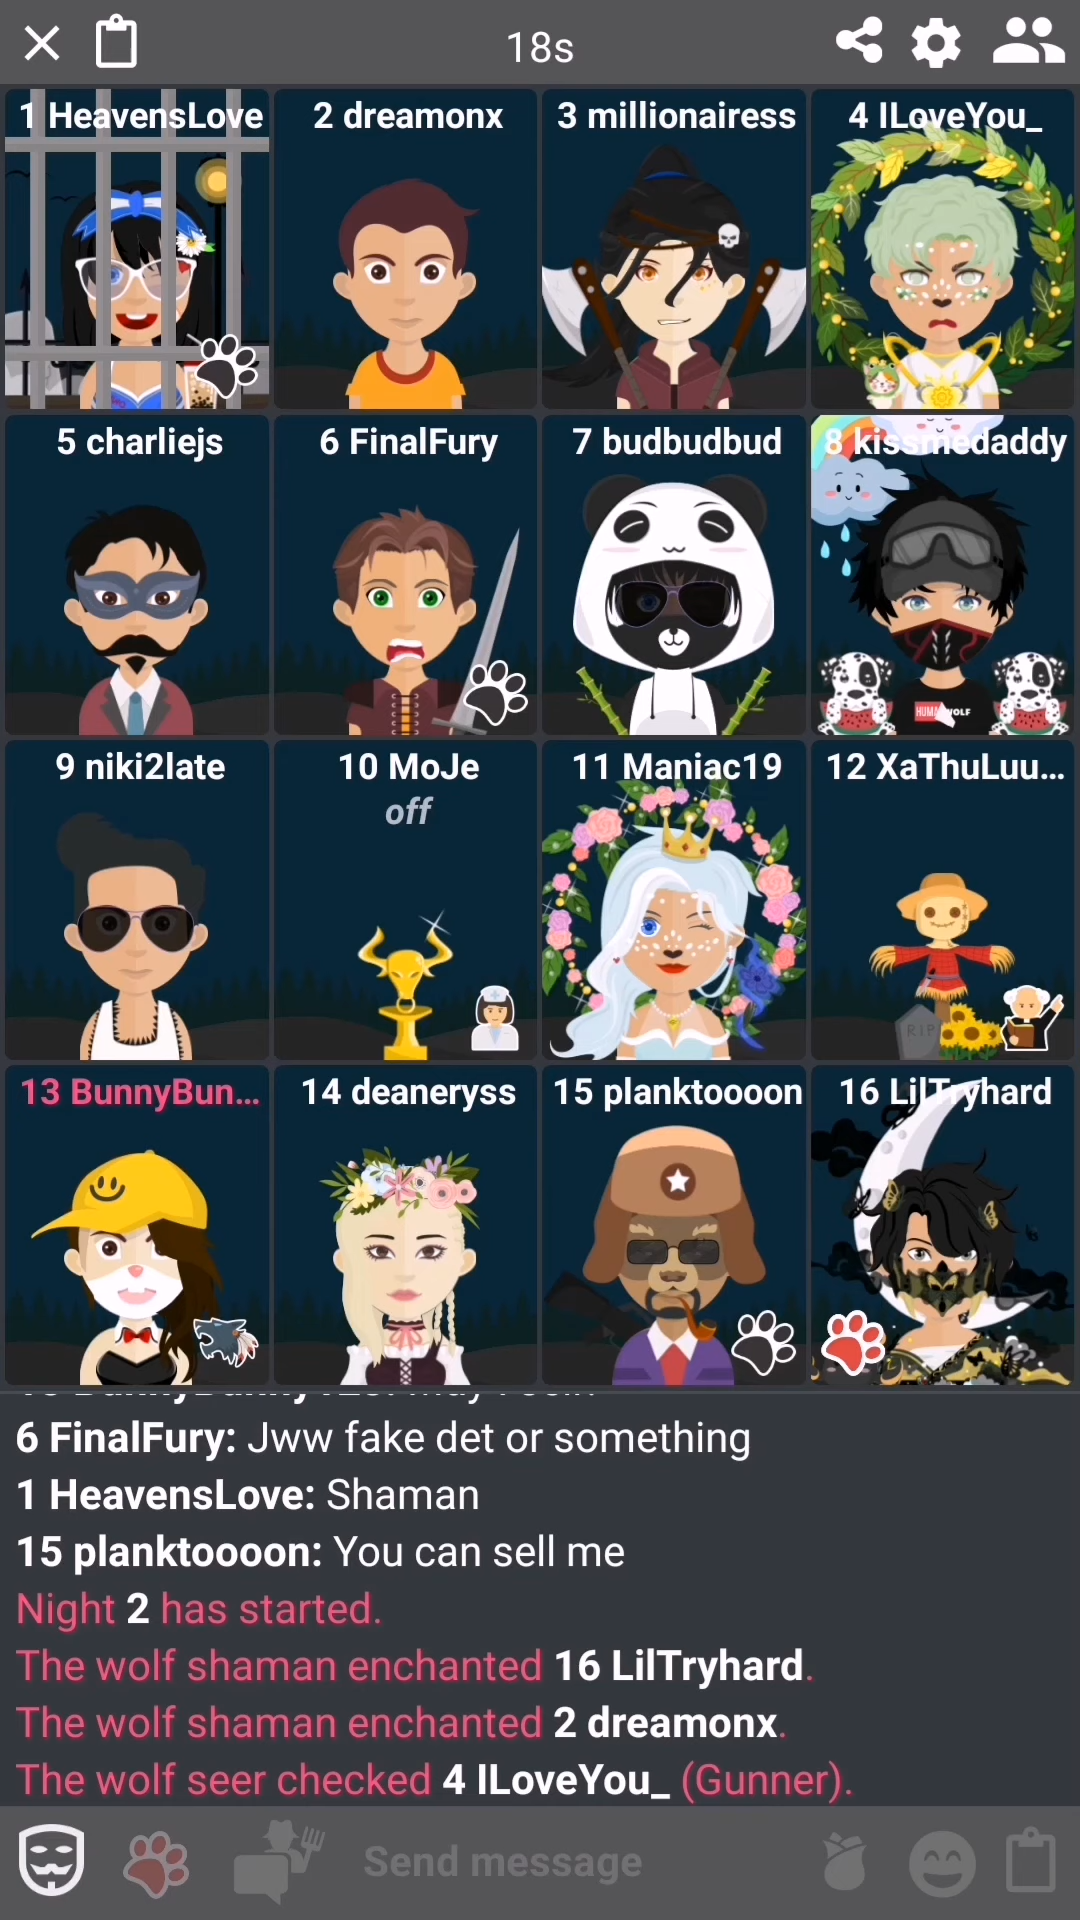 18s
1 HeavensLove
2 dreamonx
3 millionairess
4 ILoveYou_
5 charliejs
6 FinalFury
7 budbudbud
8 kissmedaddy
HUMANWOLF
9 niki2late
10 MoJe
off
11 Maniac19
12 XaThuLuu...
RIP
13 BunnyBun...
14 deaneryss
15 planktoooon
16 LilTryhard
6 FinalFury: Jww fake det or something
1 HeavensLove: Shaman
15 planktoooon: You can sell me
Night 2 has started.
The wolf shaman enchanted 16 LilTryhard.
The wolf shaman enchanted 2 dreamonx.
The wolf seer checked 4 ILoveYou_ (Gunner).
Send message